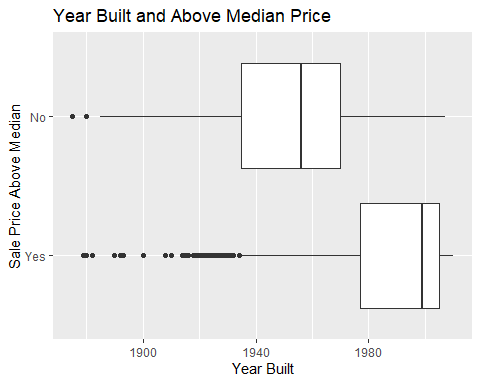 Year Built and Above Median Price
Sale Price Above Median
No
Yes
1900 1940 1980
Year Built